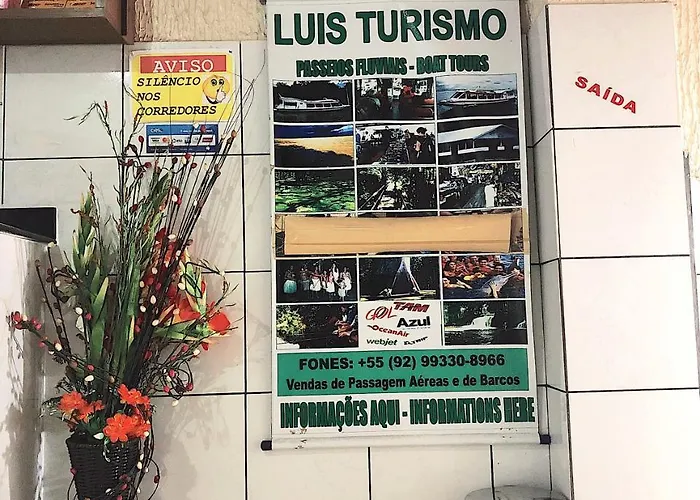 LUIS TURISMO
PASSEIOS FLUVIAIS - BOAT TOURS
AVISO
SILÊNCIO
NOS
CORREDORES
SAÍDA
GOL TAM
Azul
OceanAir
webjet
FONES: +55 (92) 99330-8966
Vendas de Passagem Aéreas e de Barcos
INFORMAÇÕES AQUI - INFORMATIONS HERE